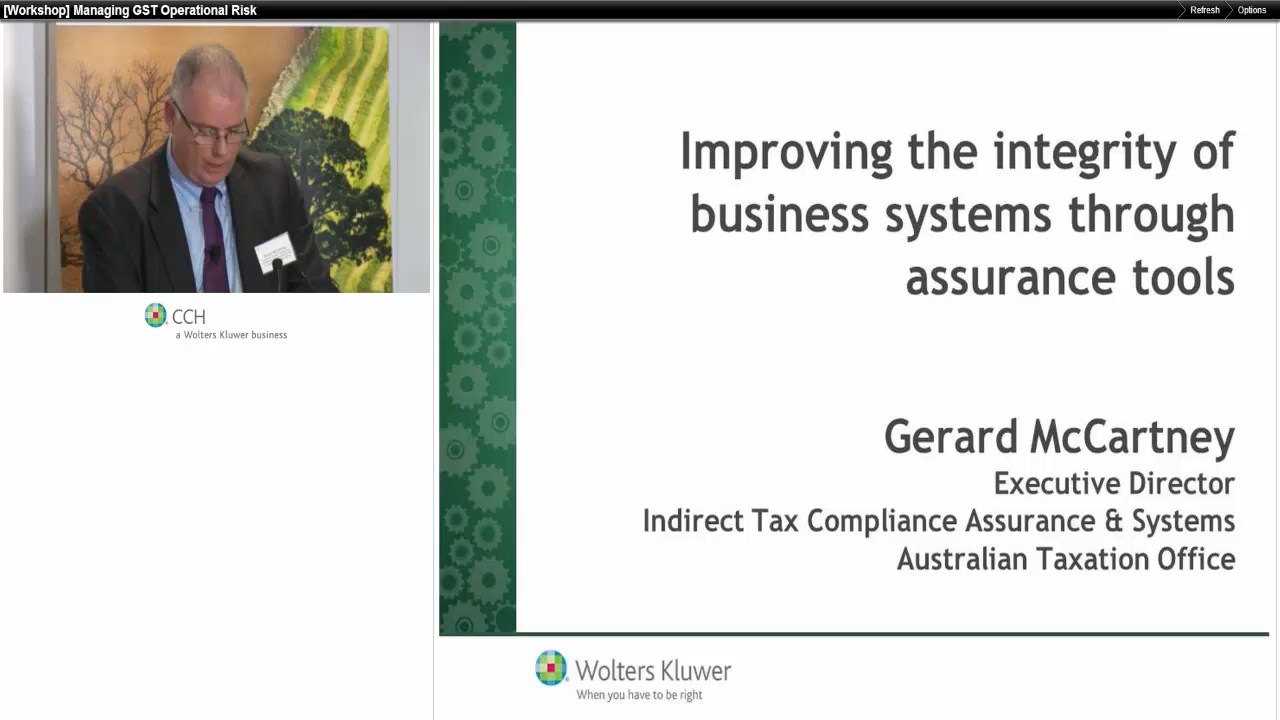 [Workshop] Managing GST Operational Risk
Refresh
Options
CCH
a Wolters Kluwer business
Improving the integrity of
business systems through
assurance tools
Gerard McCartney
Executive Director
Indirect Tax Compliance Assurance & Systems
Australian Taxation Office
Wolters Kluwer
When you have to be right